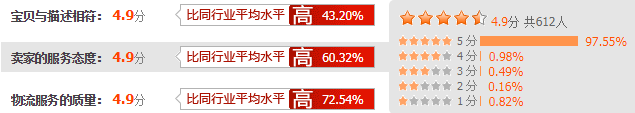 宝贝与描述相符： 4.9分 比同行业平均水平 高 43.20%
卖家的服务态度： 4.9分 比同行业平均水平 高 60.32%
物流服务的质量： 4.9分 比同行业平均水平 高 72.54%
4.9分 共612人
5分 97.55%
4分 0.98%
3分 0.49%
2分 0.16%
1分 0.82%